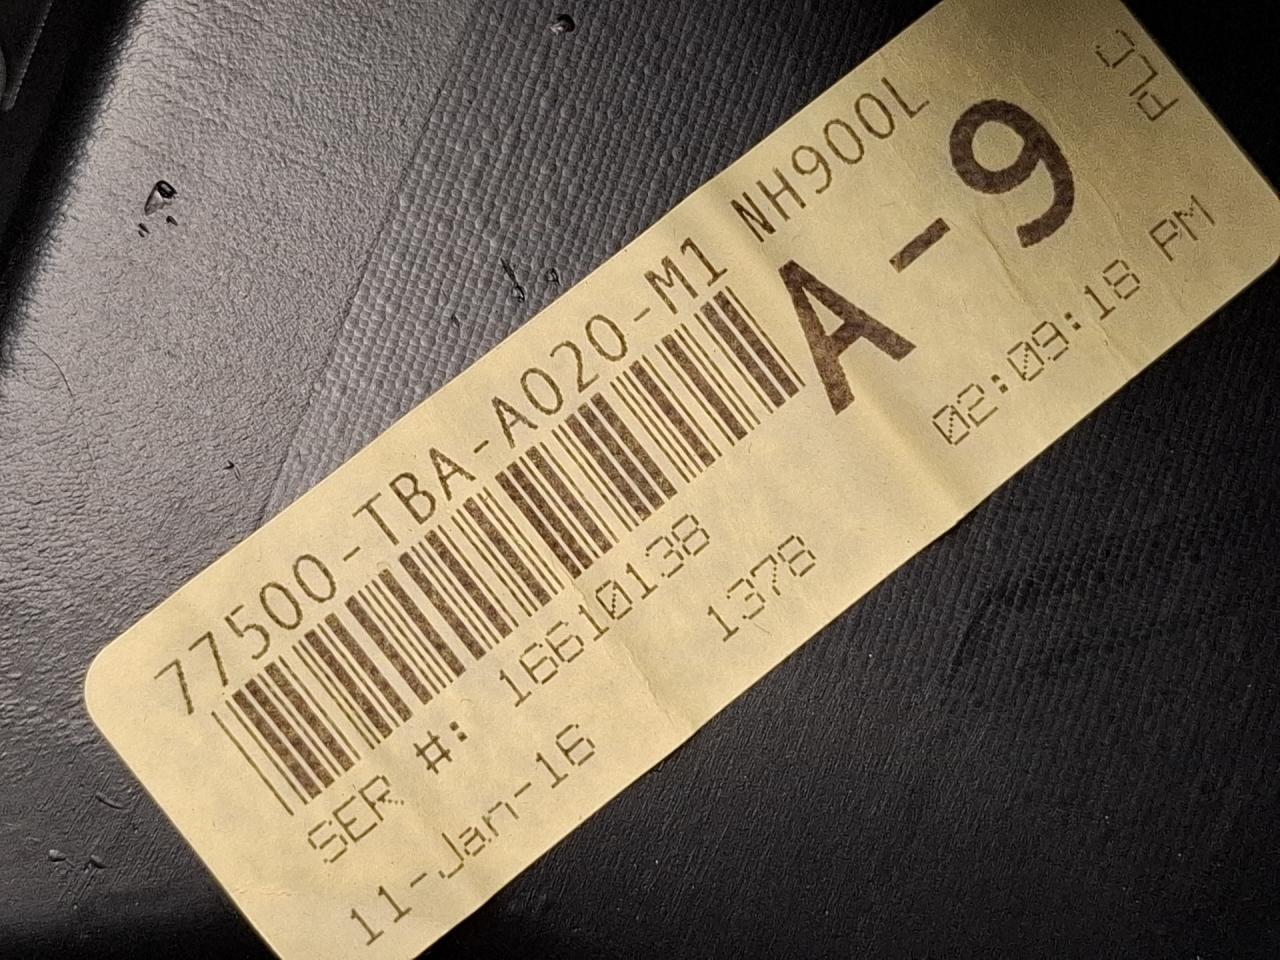 77500-TBA-A020-M1 NH900L
A-9
PLC
SER #: 16610138
1378
11-Jan-16
02:09:18 PM